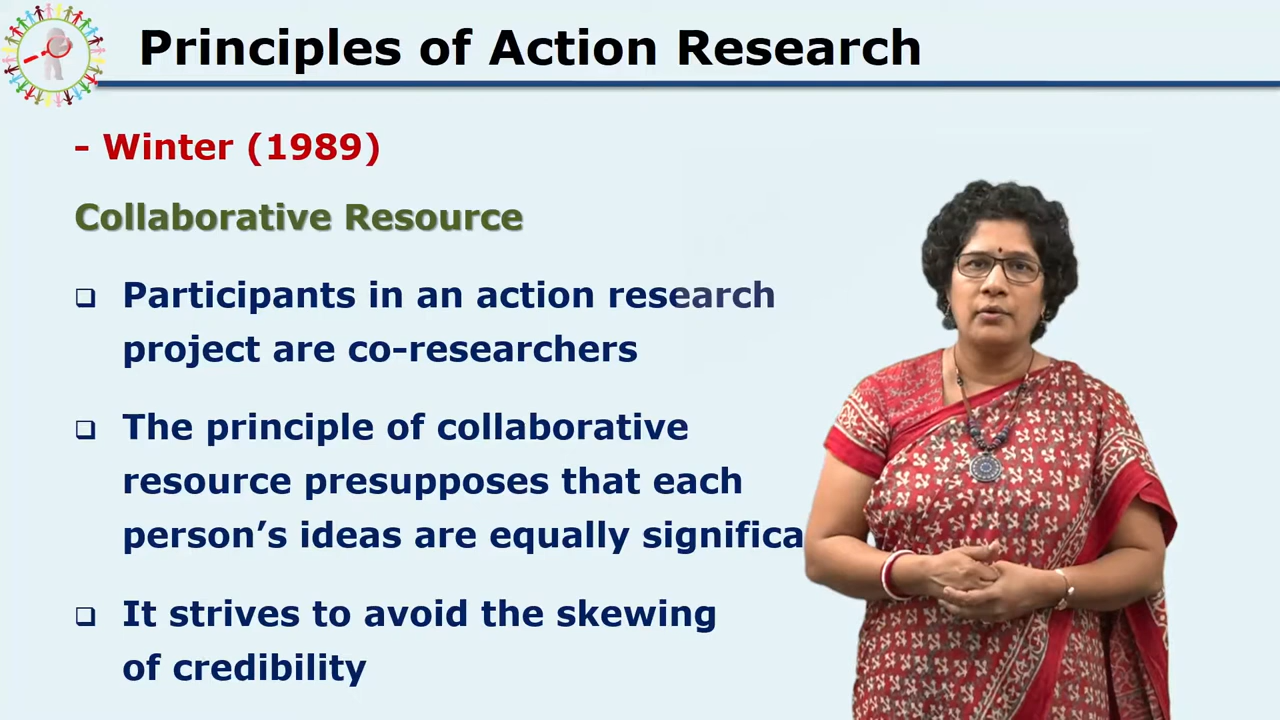 Principles of Action Research
- Winter (1989)
Collaborative Resource
Participants in an action research
project are co-researchers
The principle of collaborative
resource presupposes that each
person's ideas are equally significa
It strives to avoid the skewing
of credibility